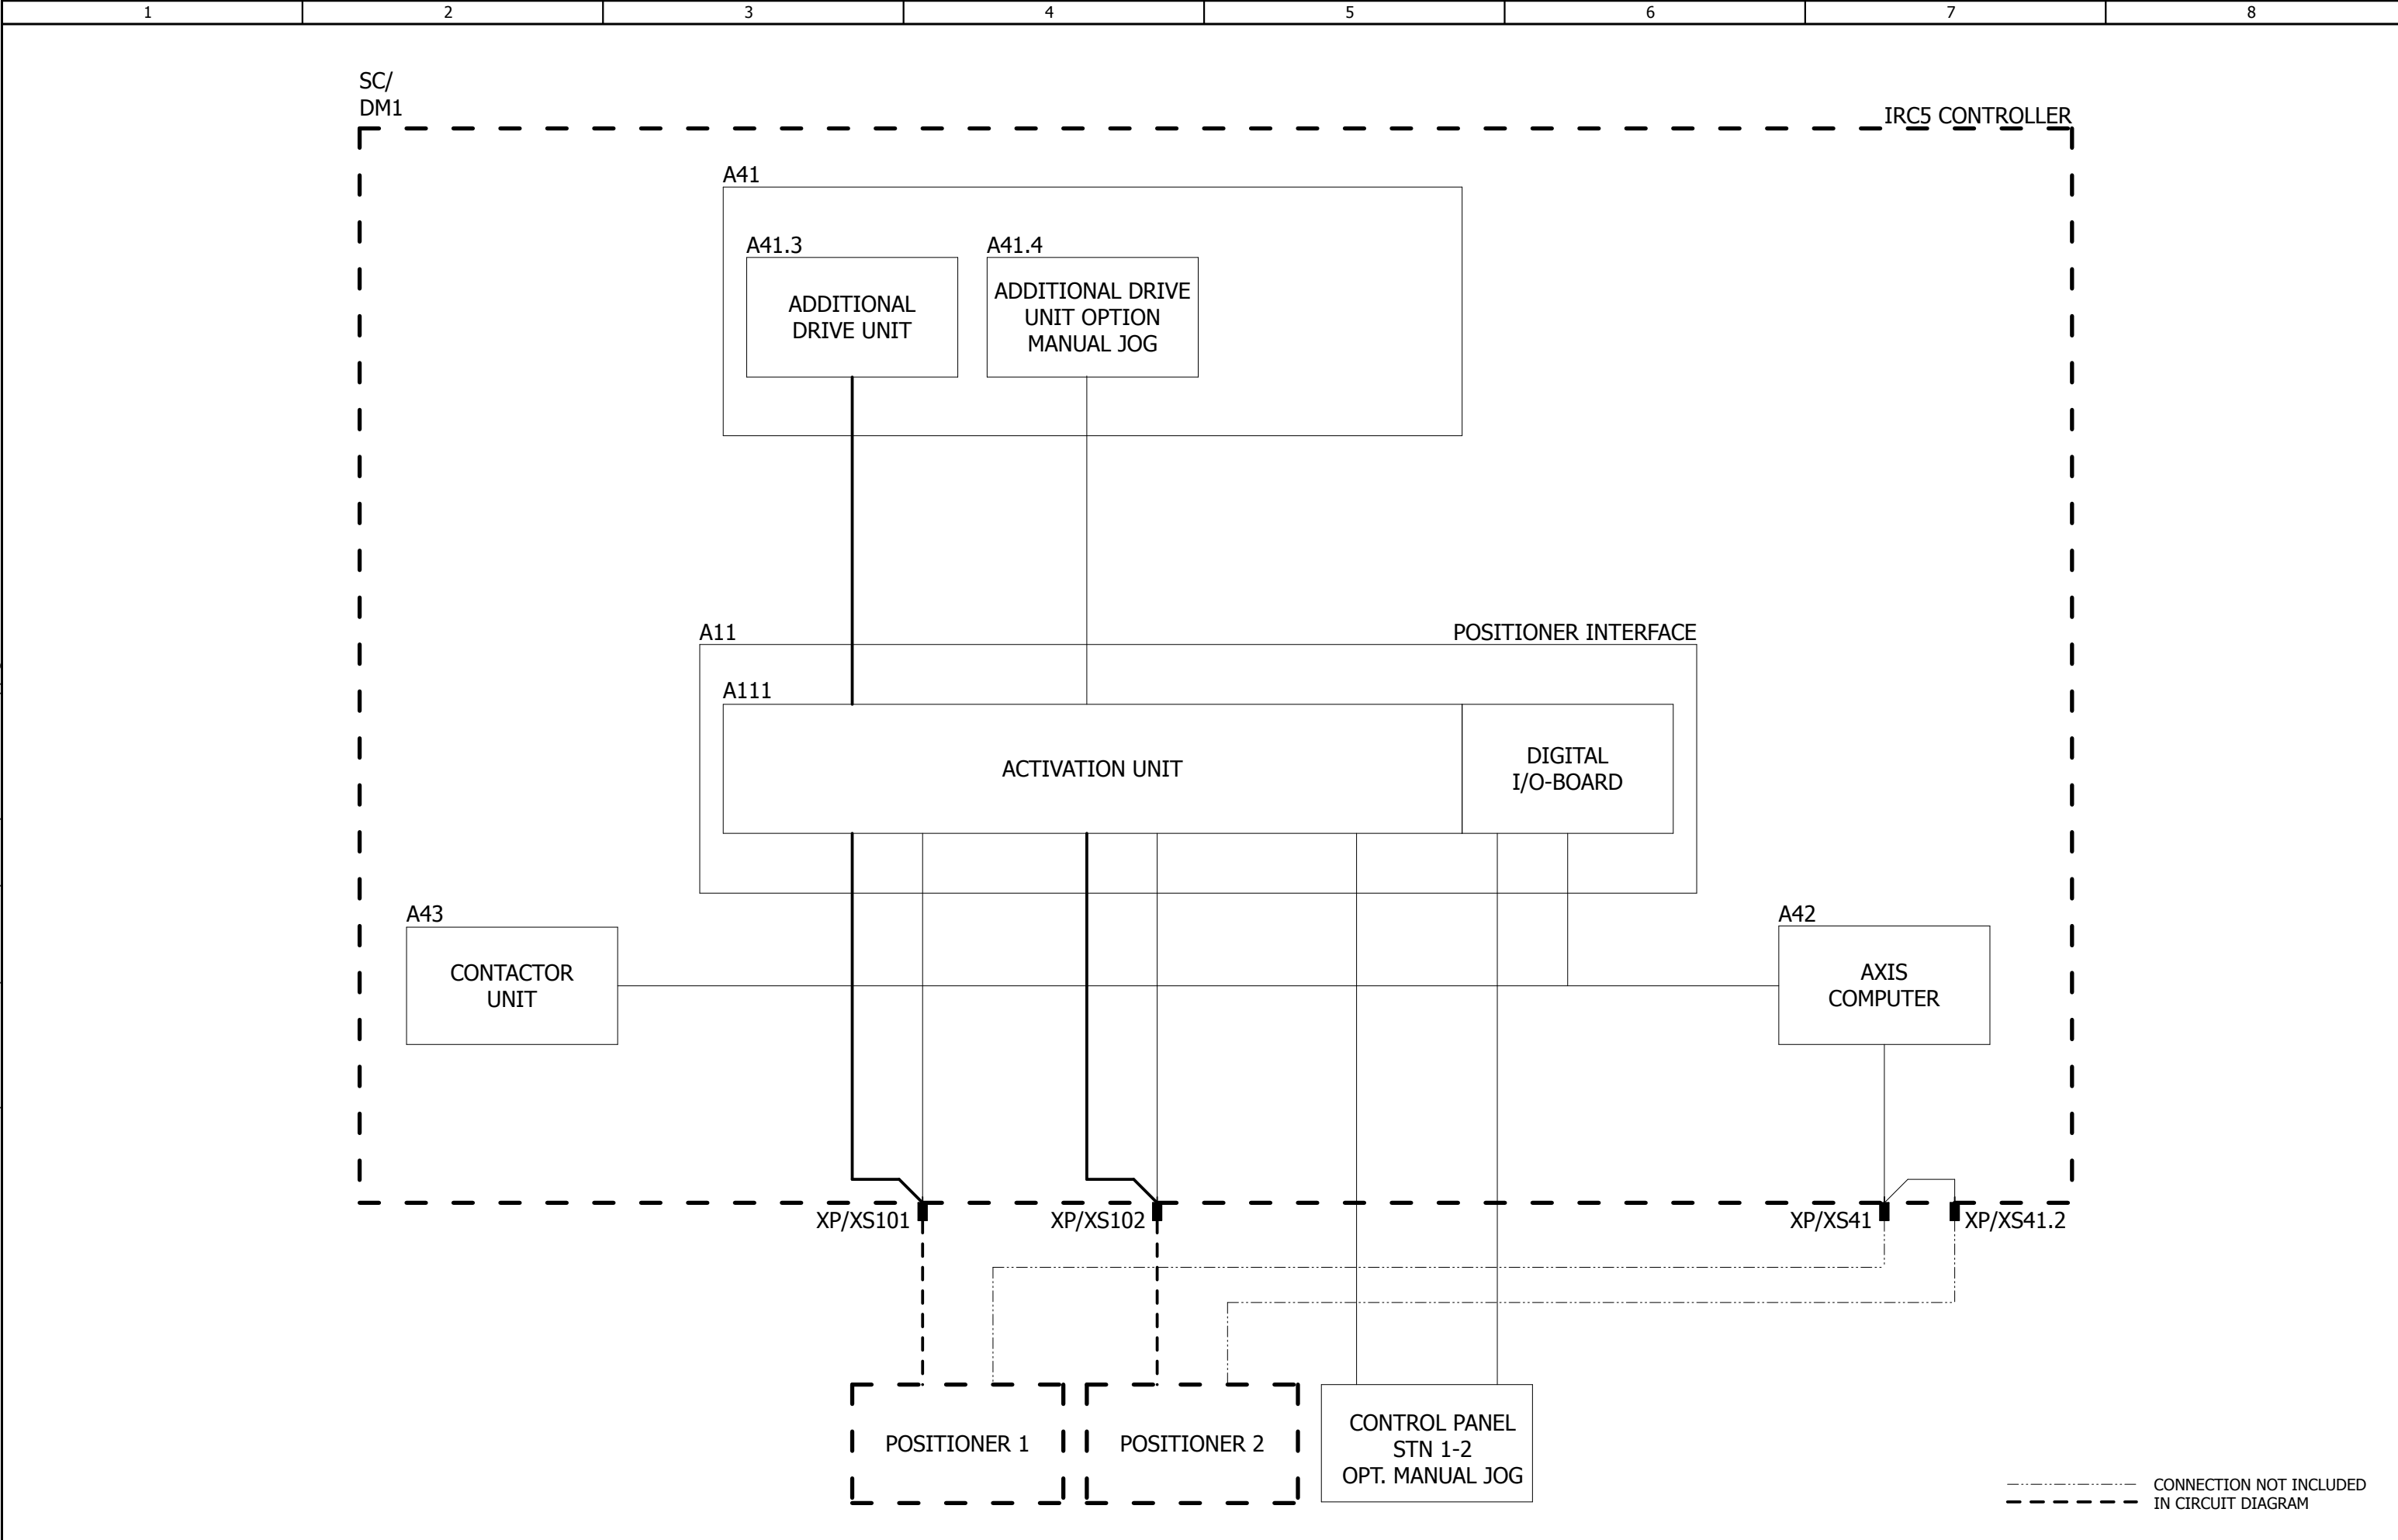 1 2 3 4 5 6 7 8
SC/
DM1
IRC5 CONTROLLER
A41
A41.3 A41.4
ADDITIONAL
DRIVE UNIT
ADDITIONAL DRIVE
UNIT OPTION
MANUAL JOG
A11 POSITIONER INTERFACE
A111
ACTIVATION UNIT
DIGITAL
I/O-BOARD
A43
CONTACTOR
UNIT
A42
AXIS
COMPUTER
XP/XS101 XP/XS102 XP/XS41 XP/XS41.2
POSITIONER 1
POSITIONER 2
CONTROL PANEL
STN 1-2
OPT. MANUAL JOG
CONNECTION NOT INCLUDED
IN CIRCUIT DIAGRAM